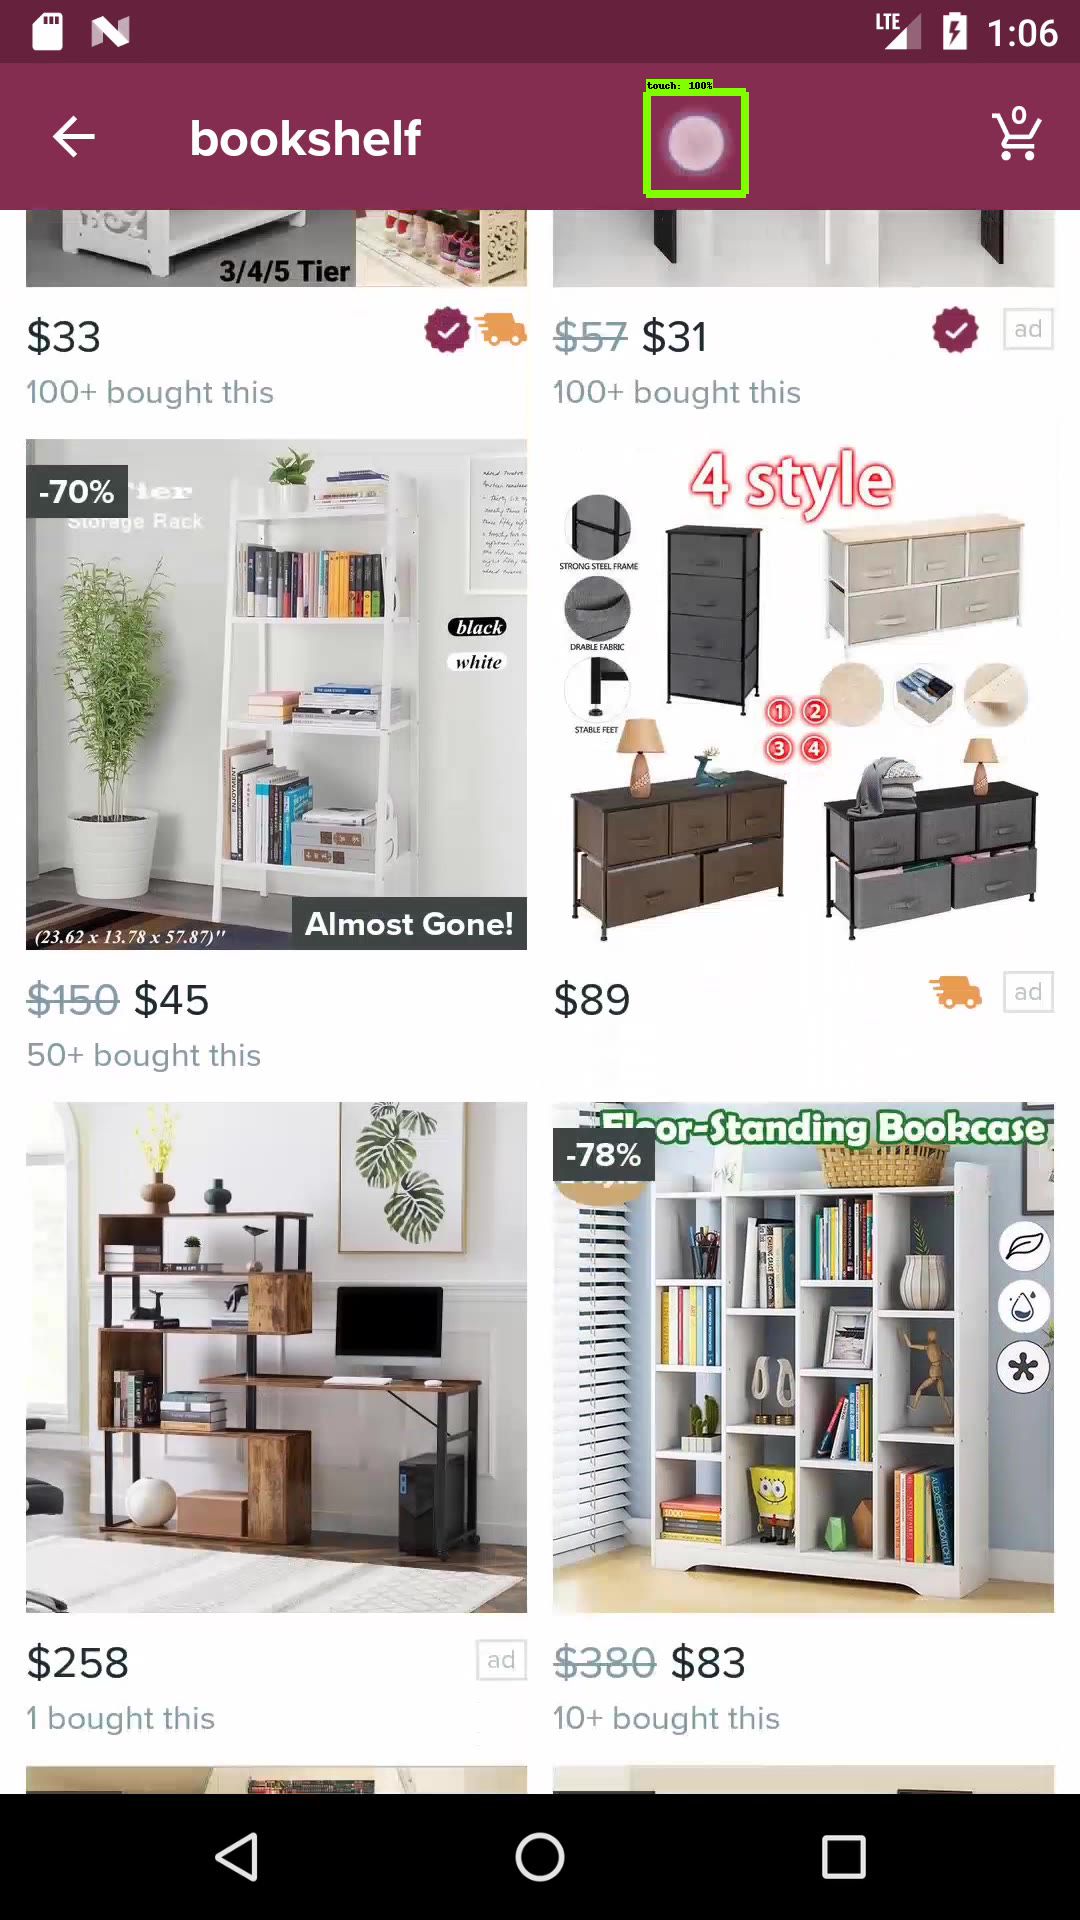 LTE 1:06
touch: 100%
bookshelf
0
3/4/5 Tier
$33
100+ bought this
$57 $31
ad
100+ bought this
-70%
Storage Rack
black
white
ENJOYMENT
Almost Gone!
(23.62 x 13.78 x 57.87)"
$150 $45
50+ bought this
4 style
STRONG STEEL FRAME
DRABLE FABRIC
STABLE FEET
1 2
3 4
$89
ad
$258
ad
1 bought this
Floor-Standing Bookcase
-78%
1000
$380 $83
10+ bought this